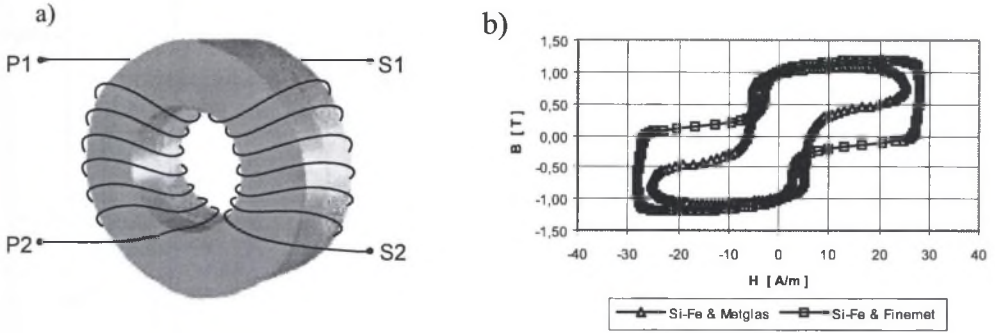 a)
P1
S1
P2
S2
b)
B [T]
1,50
1,00
0,50
0,00
-0,50
-1,00
-1,50
-40 -30 -20 -10 0 10 20 30 40
H [A/m]
Si-Fe & Metglas Si-Fe & Finemet